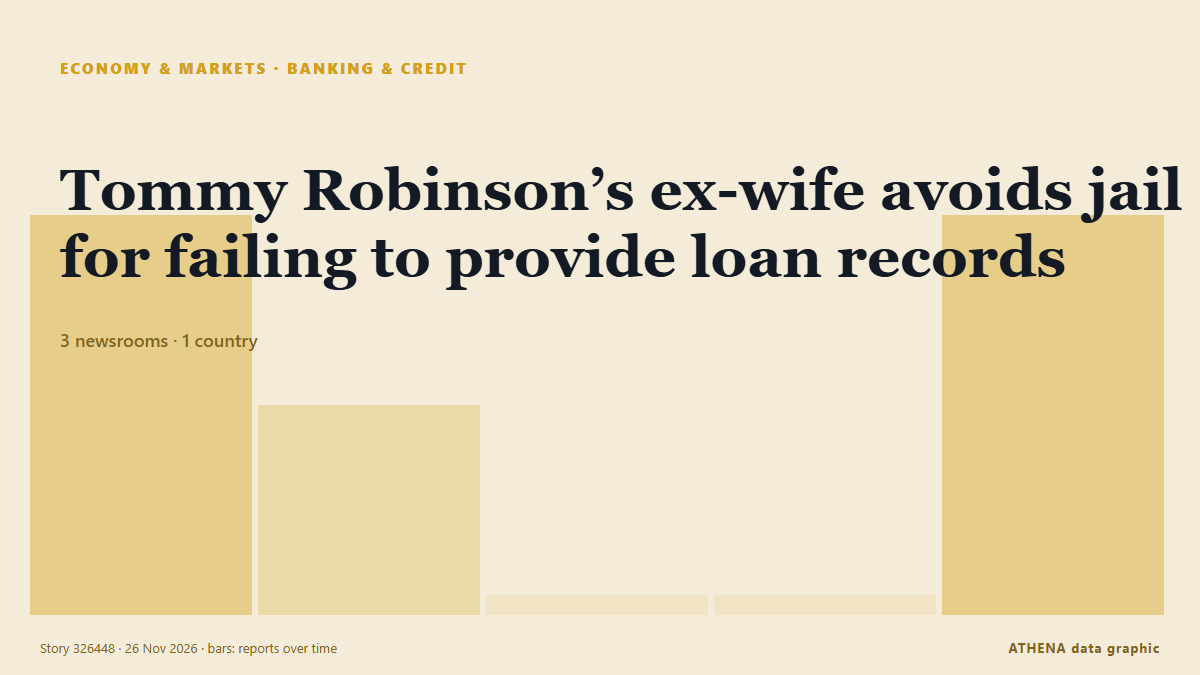 ECONOMY & MARKETS · BANKING & CREDIT
Tommy Robinson’s ex-wife avoids jail
for failing to provide loan records
3 newsrooms · 1 country
Story 326448 · 26 Nov 2026 · bars: reports over time
ATHENA data graphic